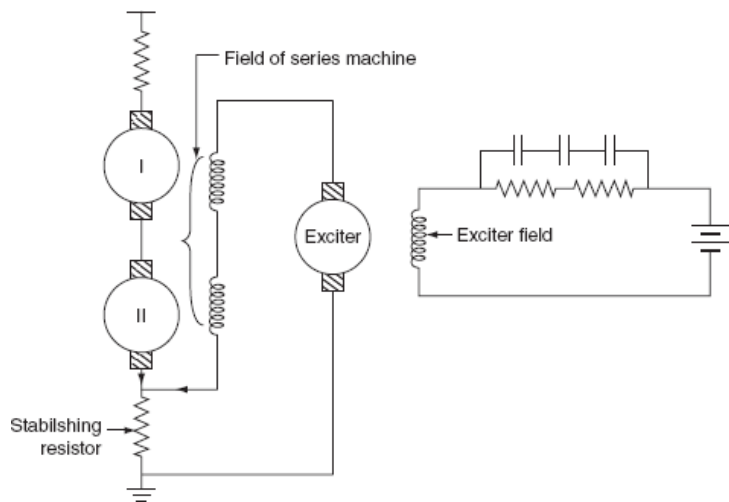 Field of series machine
I
Exciter
Exciter field
II
Stabilshing
resistor